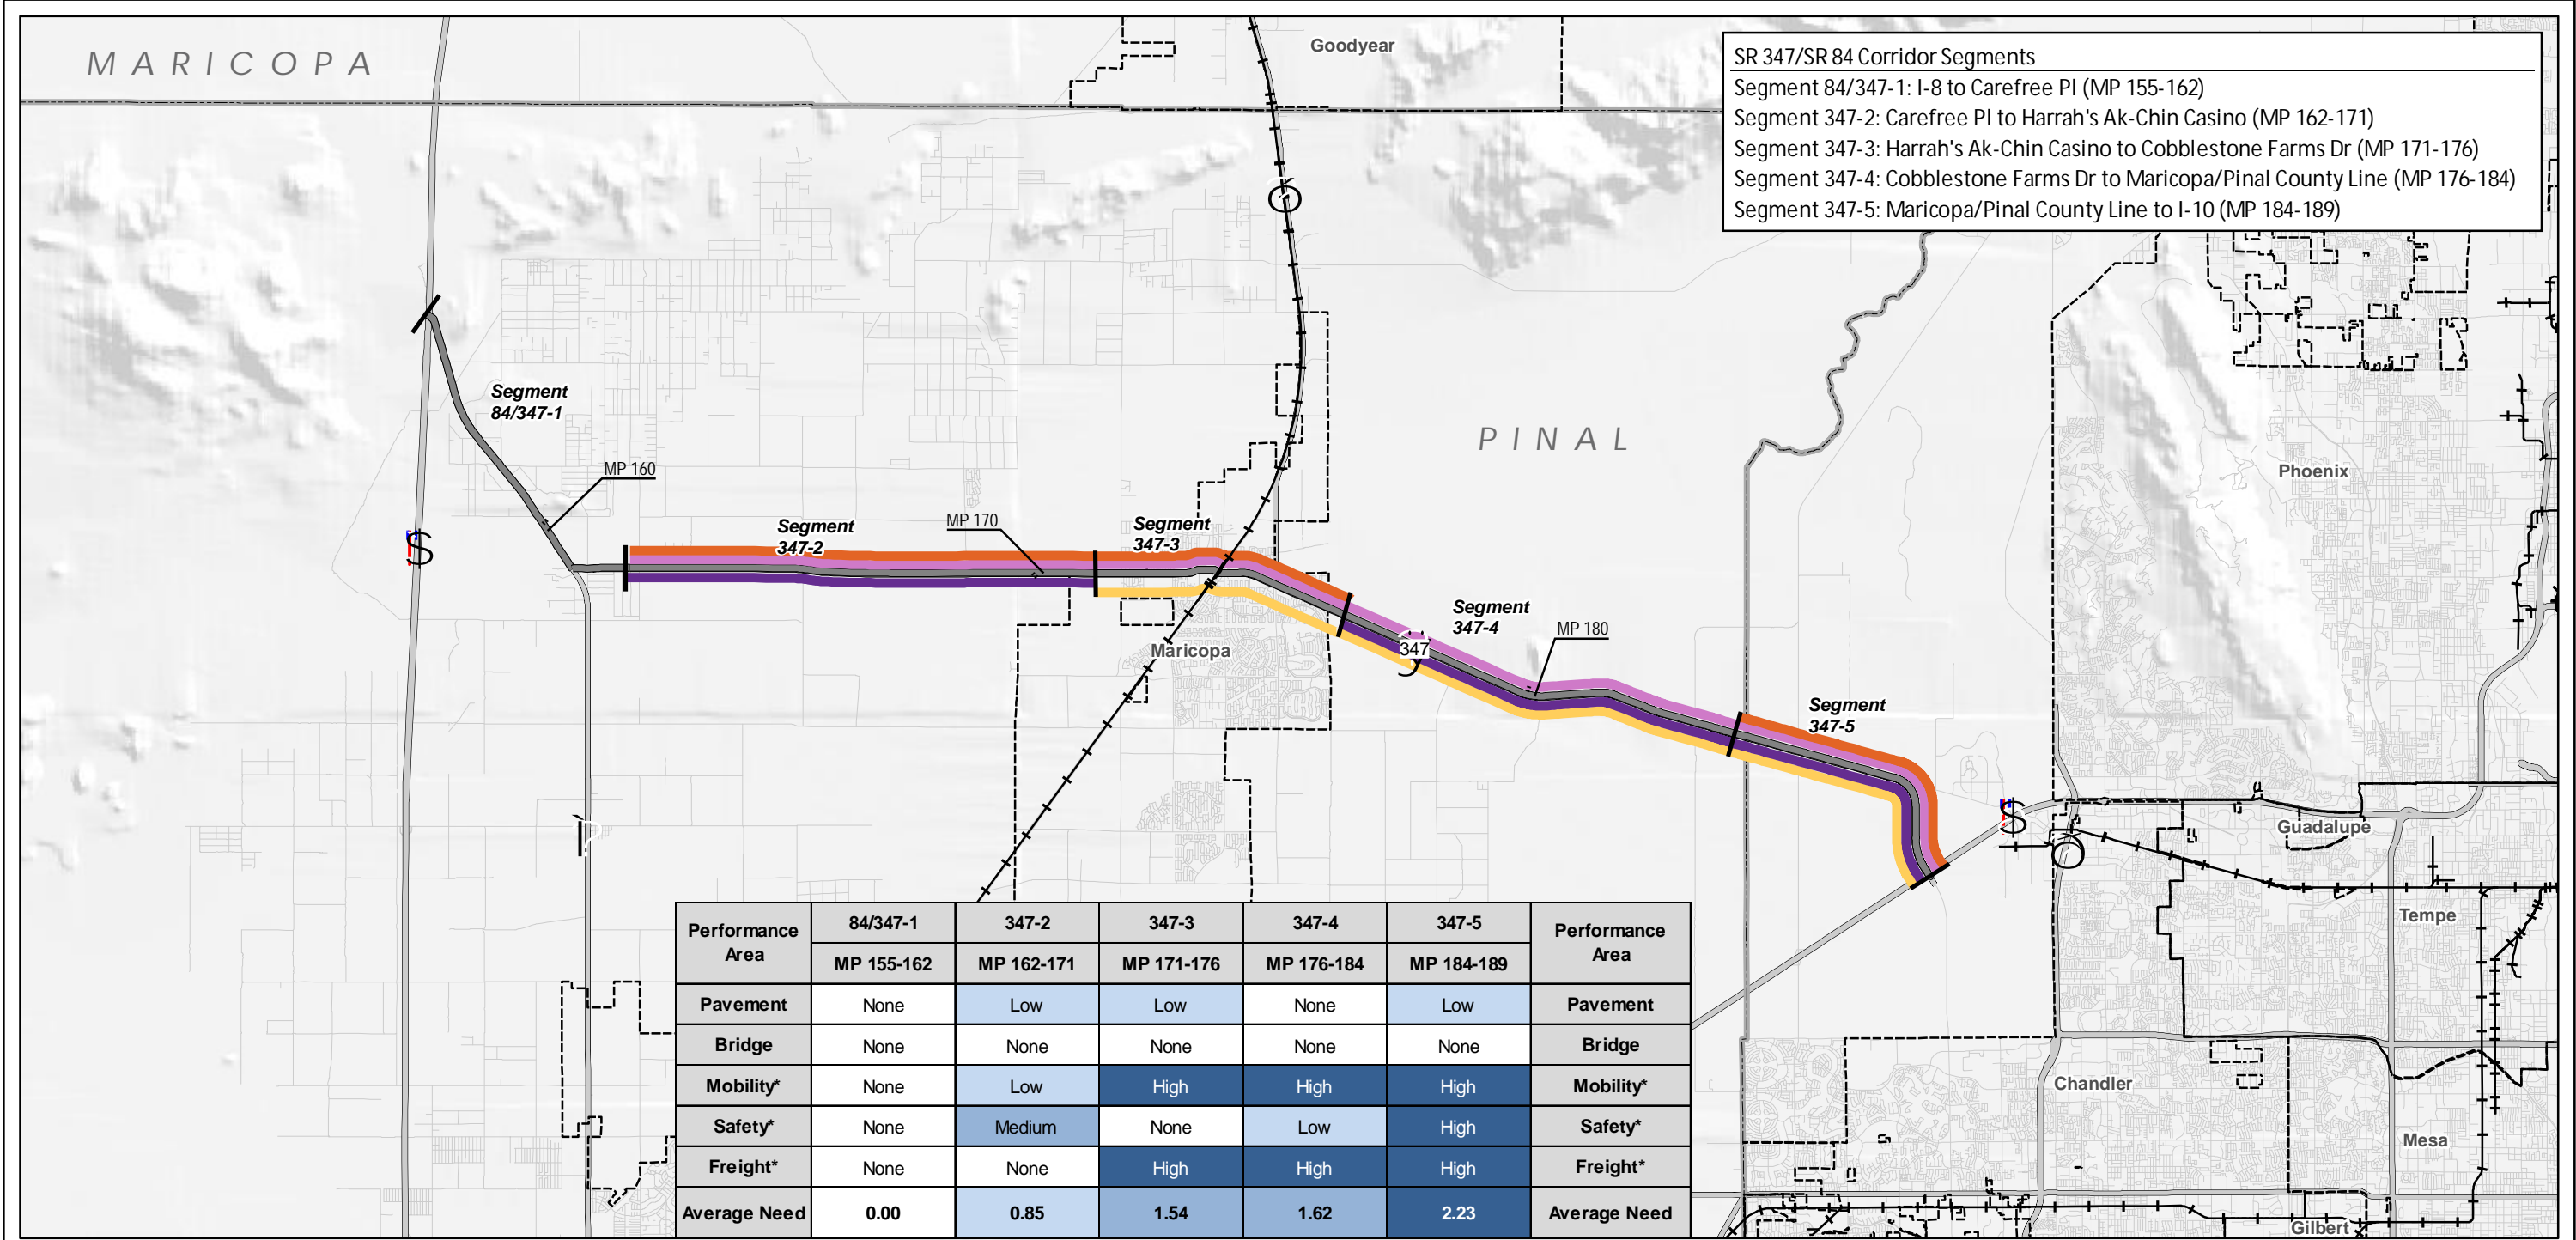 MARICOPA
Goodyear
SR 347/SR 84 Corridor Segments
Segment 84/347-1: I-8 to Carefree Pl (MP 155-162)
Segment 347-2: Carefree Pl to Harrah's Ak-Chin Casino (MP 162-171)
Segment 347-3: Harrah's Ak-Chin Casino to Cobblestone Farms Dr (MP 171-176)
Segment 347-4: Cobblestone Farms Dr to Maricopa/Pinal County Line (MP 176-184)
Segment 347-5: Maricopa/Pinal County Line to I-10 (MP 184-189)
Segment
84/347-1
MP 160
PINAL
Phoenix
Segment
347-2
MP 170
Segment
347-3
Segment
347-4
MP 180
347
Maricopa
Segment
347-5
Guadalupe
Tempe
Chandler
Mesa
Gilbert
Performance Area 84/347-1 347-2 347-3 347-4 347-5 Performance Area
MP 155-162 MP 162-171 MP 171-176 MP 176-184 MP 184-189
Pavement None Low Low None Low Pavement
Bridge None None None None None Bridge
Mobility* None Low High High High Mobility*
Safety* None Medium None Low High Safety*
Freight* None None High High High Freight*
Average Need 0.00 0.85 1.54 1.62 2.23 Average Need